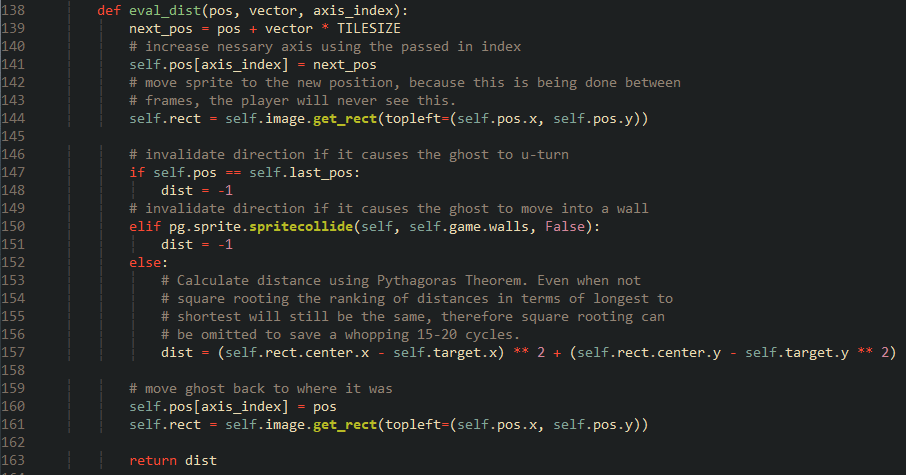 138 def eval_dist(pos, vector, axis_index):
139 next_pos = pos + vector * TILESIZE
140 # increase nessary axis using the passed in index
141 self.pos[axis_index] = next_pos
142 # move sprite to the new position, because this is being done between
143 # frames, the player will never see this.
144 self.rect = self.image.get_rect(topleft=(self.pos.x, self.pos.y))
145
146 # invalidate direction if it causes the ghost to u-turn
147 if self.pos == self.last_pos:
148 dist = -1
149 # invalidate direction if it causes the ghost to move into a wall
150 elif pg.sprite.spritecollide(self, self.game.walls, False):
151 dist = -1
152 else:
153 # Calculate distance using Pythagoras Theorem. Even when not
154 # square rooting the ranking of distances in terms of longest to
155 # shortest will still be the same, therefore square rooting can
156 # be omitted to save a whopping 15-20 cycles.
157 dist = (self.rect.center.x - self.target.x) ** 2 + (self.rect.center.y - self.target.y ** 2)
158
159 # move ghost back to where it was
160 self.pos[axis_index] = pos
161 self.rect = self.image.get_rect(topleft=(self.pos.x, self.pos.y))
162
163 return dist